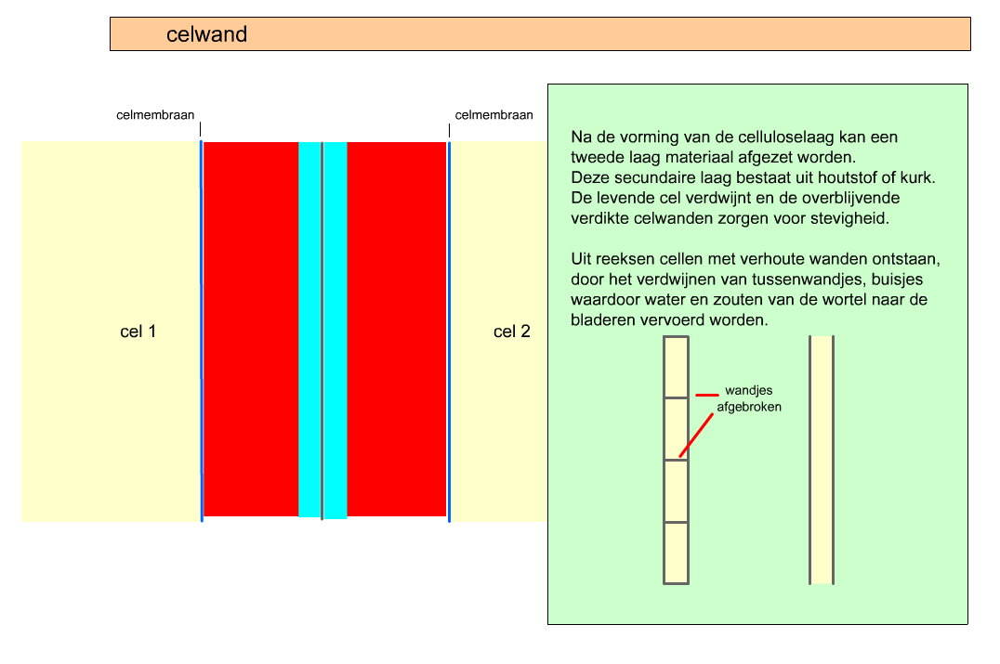 celwand
celmembraan
celmembraan
cel 1
cel 2
Na de vorming van de celluloselaag kan een
tweede laag materiaal afgezet worden.
Deze secundaire laag bestaat uit houtstof of kurk.
De levende cel verdwijnt en de overblijvende
verdikte celwanden zorgen voor stevigheid.
Uit reeksen cellen met verhoute wanden ontstaan,
door het verdwijnen van tussenwandjes, buisjes
waardoor water en zouten van de wortel naar de
bladeren vervoerd worden.
wandjes
afgebroken